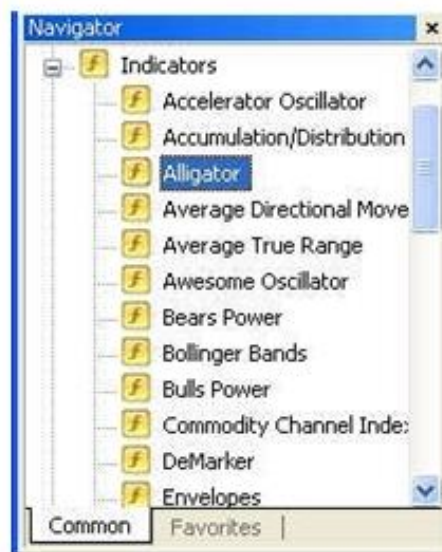 Navigator
Indicators
Accelerator Oscillator
Accumulation/Distribution
Alligator
Average Directional Move
Average True Range
Awesome Oscillator
Bears Power
Bollinger Bands
Bulls Power
Commodity Channel Inde
DeMarker
Envelopes
Common Favorites